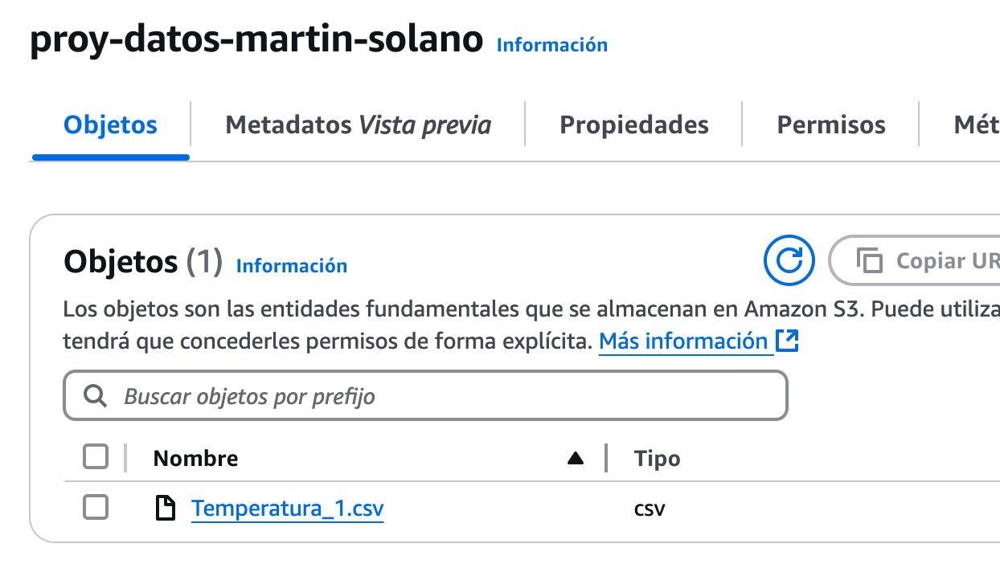 proy-datos-martin-solano Información
Objetos Metadatos Vista previa Propiedades Permisos Mét
Objetos (1) Información Copiar UR
Los objetos son las entidades fundamentales que se almacenan en Amazon S3. Puede utiliza
tendrá que concederles permisos de forma explícita. Más información
Buscar objetos por prefijo
Nombre Tipo
Temperatura_1.csv csv